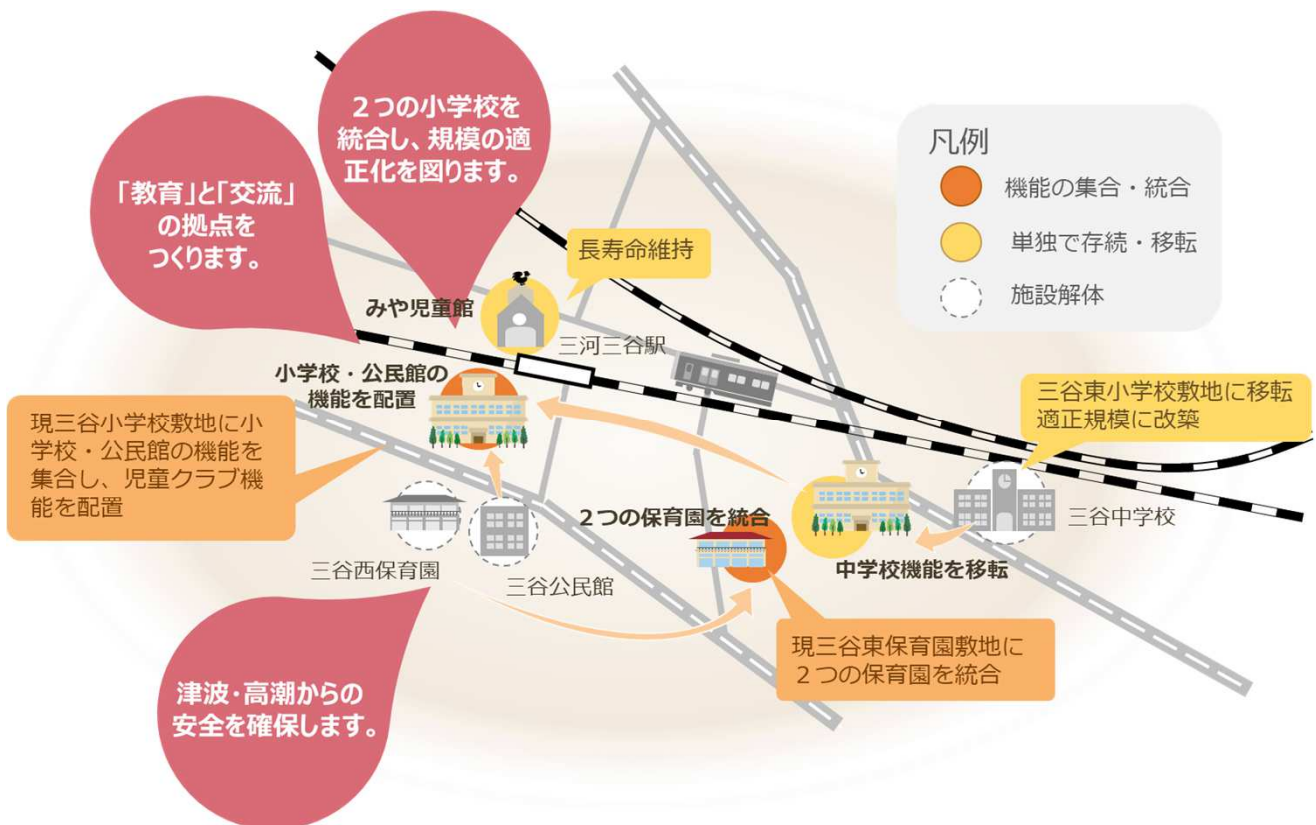 ２つの小学校を
統合し、規模の適
正化を図ります。
「教育」と「交流」
の拠点を
つくります。
凡例
機能の集合・統合
単独で存続・移転
施設解体
長寿命維持
みや児童館
三河三谷駅
小学校・公民館の
機能を配置
三谷東小学校敷地に移転
適正規模に改築
現三谷小学校敷地に小
学校・公民館の機能を
集合し、児童クラブ機
能を配置
三谷中学校
２つの保育園を統合
中学校機能を移転
三谷西保育園
三谷公民館
現三谷東保育園敷地に
２つの保育園を統合
津波・高潮からの
安全を確保します。